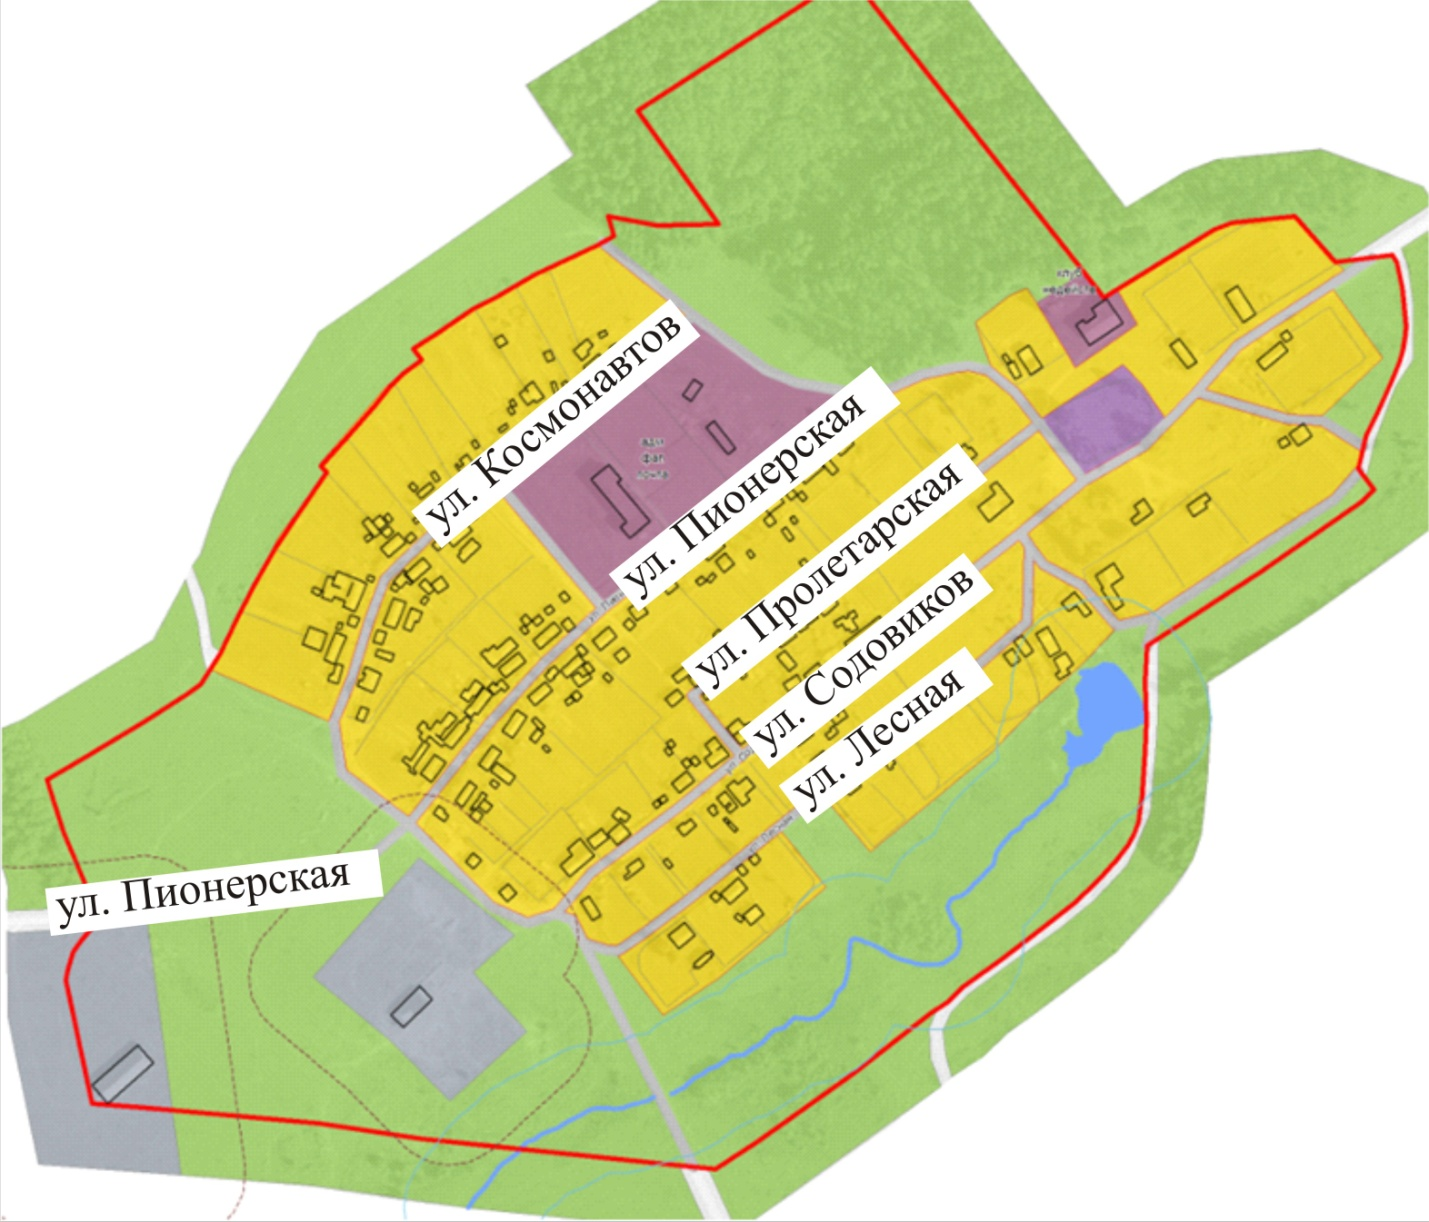 ул. Космонавтов
ул. Пионерская
ул. Пролетарская
ул. Содовиков
ул. Лесная
ул. Пионерская